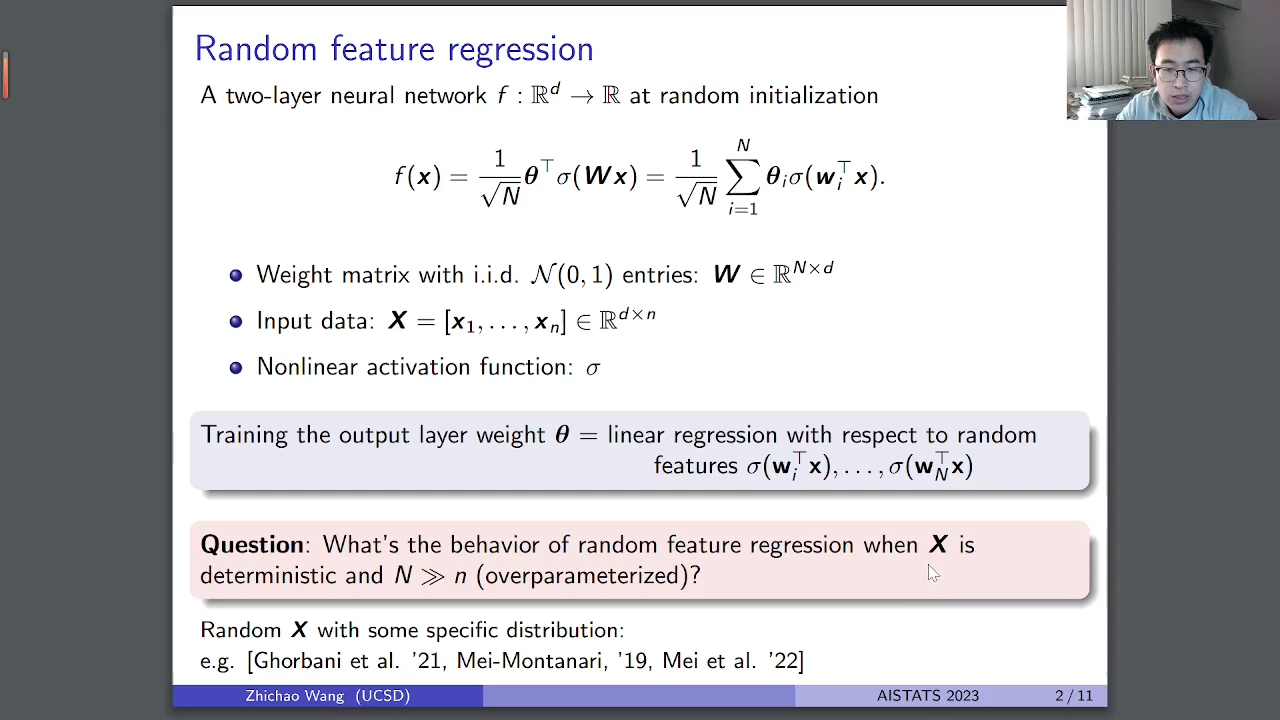 Random feature regression
A two-layer neural network f : ℝᵈ → ℝ at random initialization
f(x) = 1/√N θ^⊤ σ(Wx) = 1/√N ∑_{i=1}^{N} θ_i σ(w_i^⊤ x).
Weight matrix with i.i.d. 𝒩(0, 1) entries: W ∈ ℝ^{N×d}
Input data: X = [x₁, . . . , xₙ] ∈ ℝ^{d×n}
Nonlinear activation function: σ
Training the output layer weight θ = linear regression with respect to random
features σ(w_i^⊤ x), . . . , σ(w_N^⊤ x)
Question: What's the behavior of random feature regression when X is
deterministic and N ≫ n (overparameterized)?
Random X with some specific distribution:
e.g. [Ghorbani et al. '21, Mei-Montanari, '19, Mei et al. '22]
Zhichao Wang (UCSD) AISTATS 2023 2 / 11